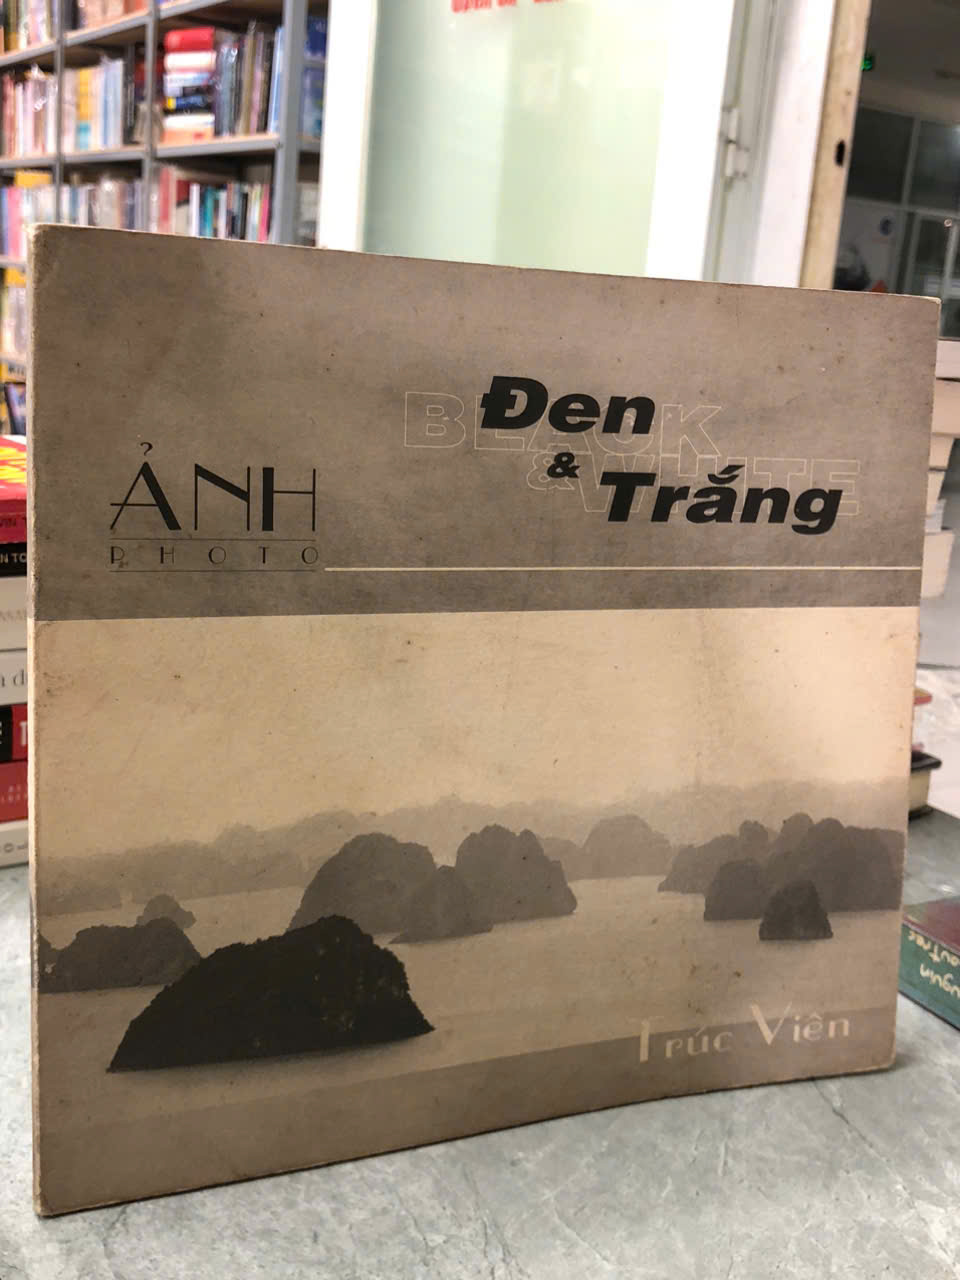 Đen
BLACK
&
& WHITE
Trắng
ẢNH
PHOTO
Trúc Viên